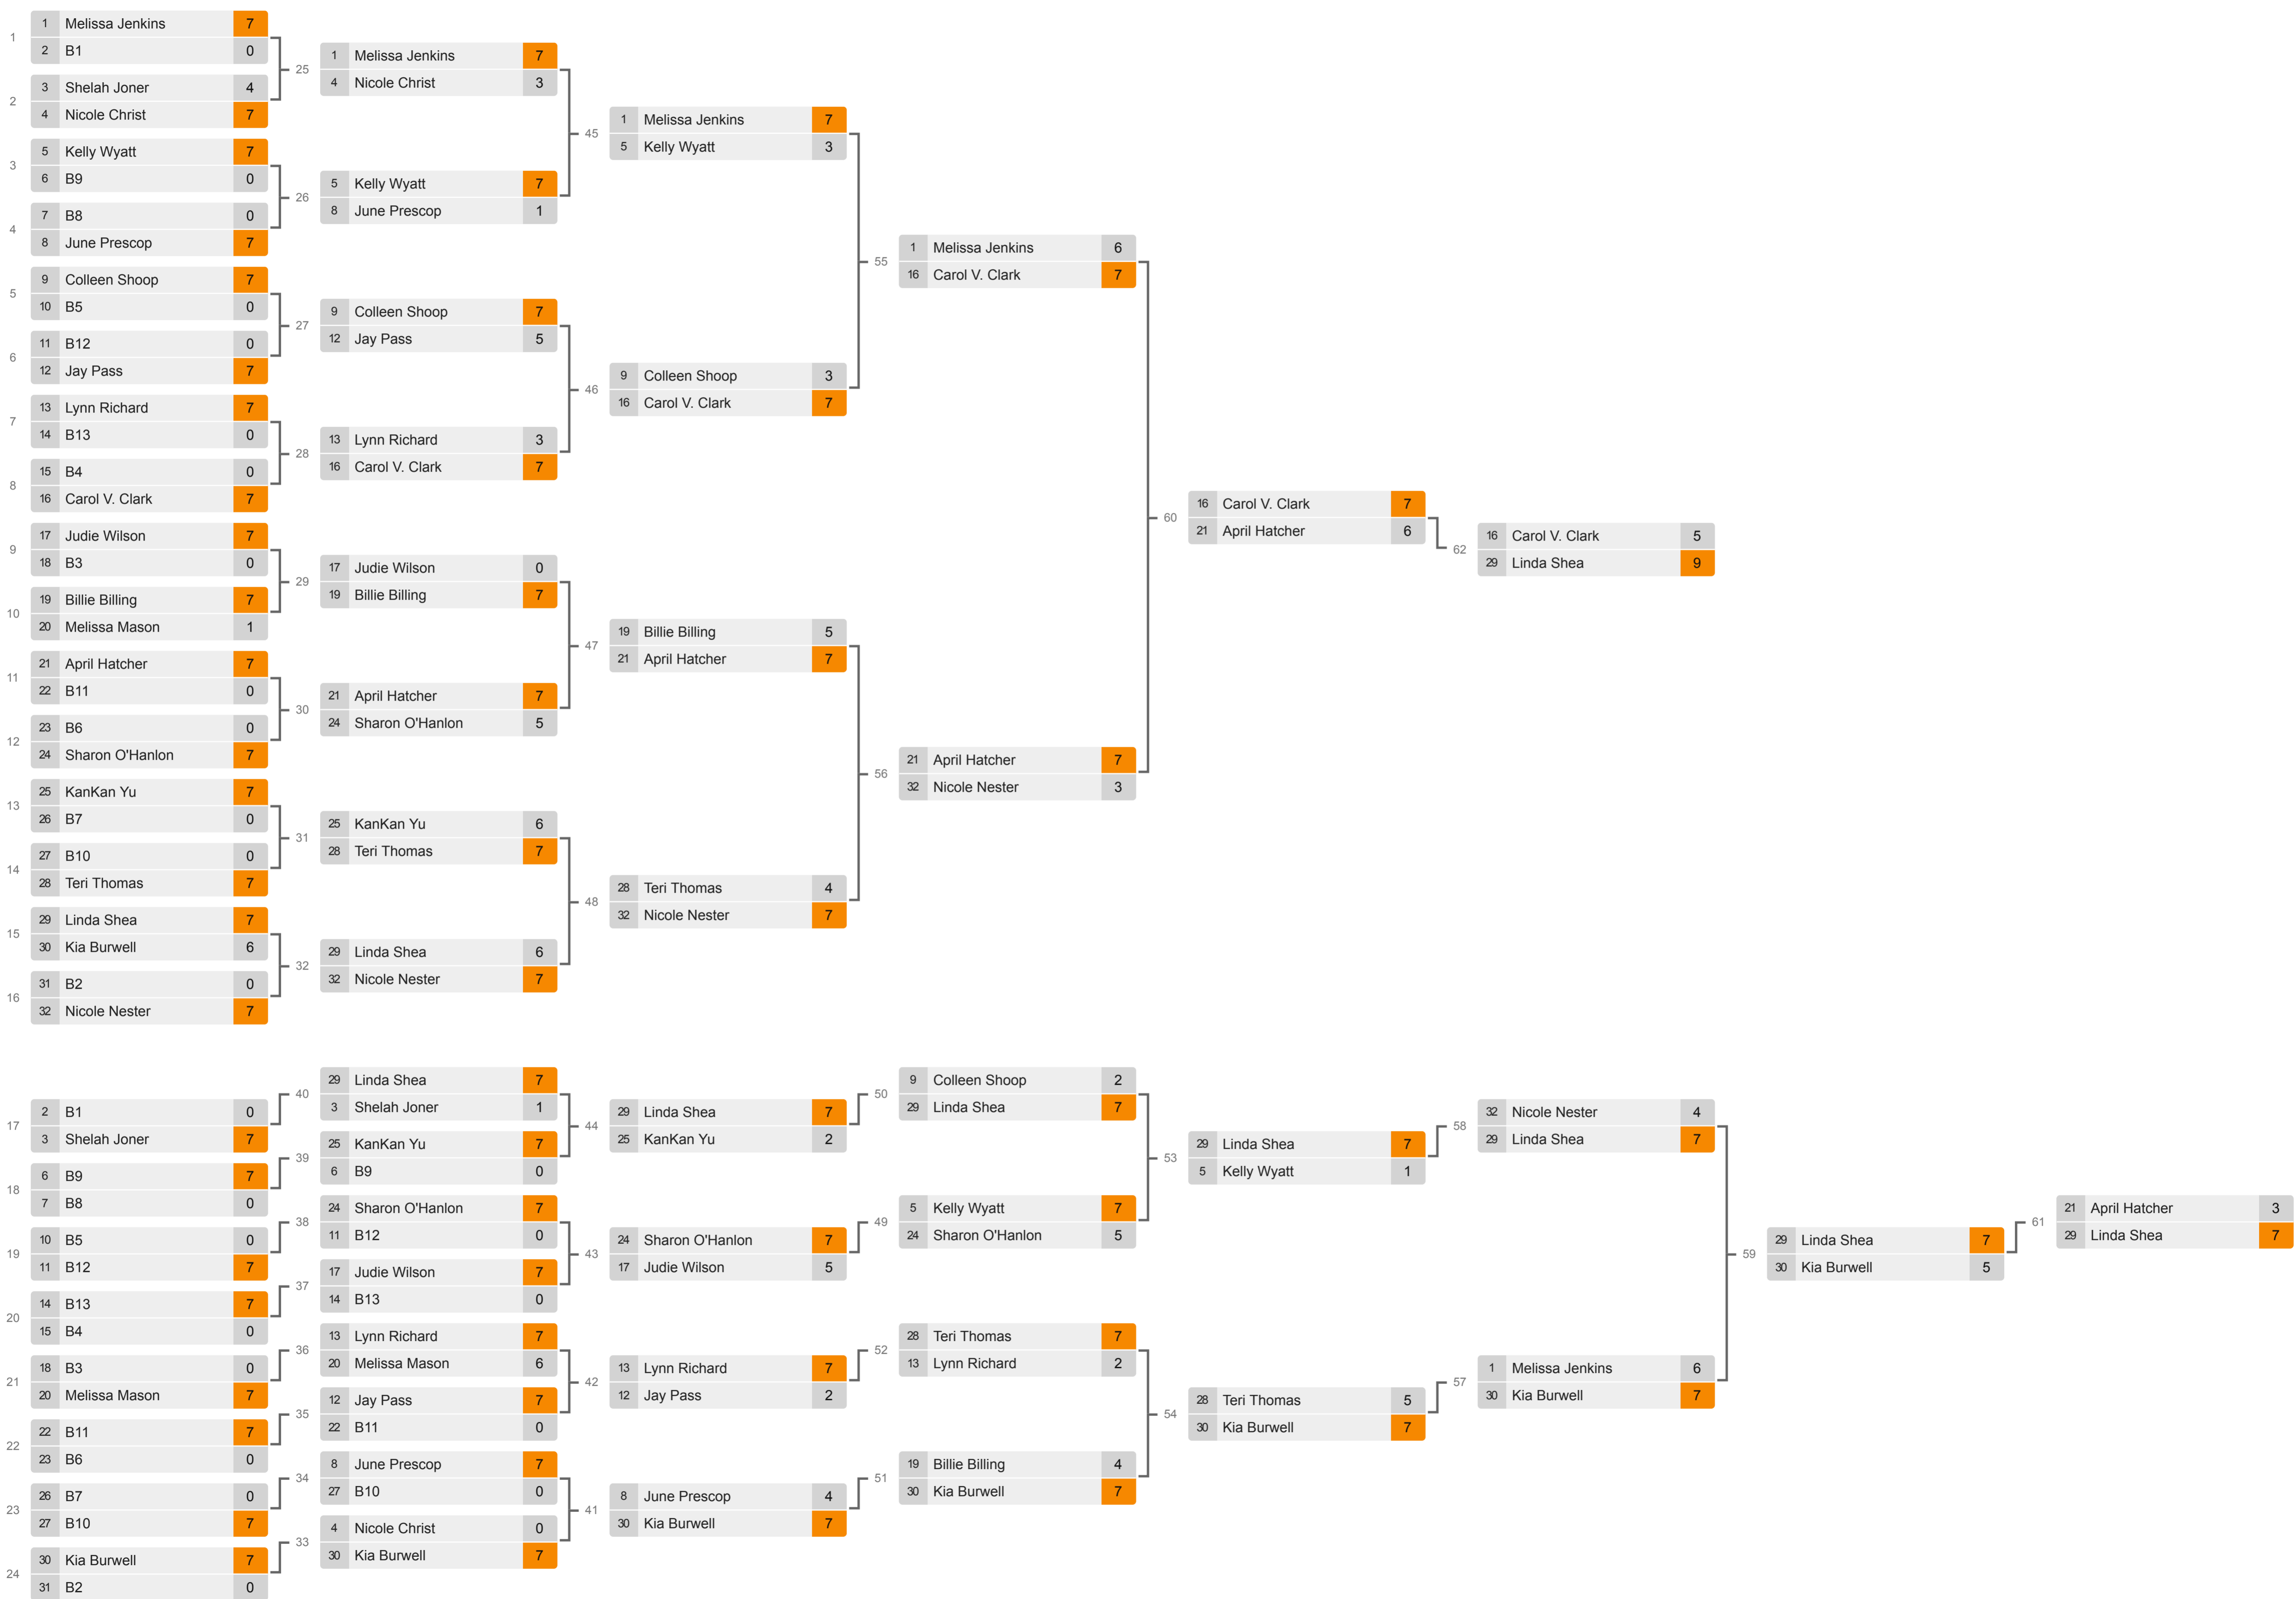 1
1 Melissa Jenkins 7
2 B1 0
2
3 Shelah Joner 4
4 Nicole Christ 7
3
5 Kelly Wyatt 7
6 B9 0
4
7 B8 0
8 June Prescop 7
5
9 Colleen Shoop 7
10 B5 0
6
11 B12 0
12 Jay Pass 7
7
13 Lynn Richard 7
14 B13 0
8
15 B4 0
16 Carol V. Clark 7
9
17 Judie Wilson 7
18 B3 0
10
19 Billie Billing 7
20 Melissa Mason 1
11
21 April Hatcher 7
22 B11 0
12
23 B6 0
24 Sharon O'Hanlon 7
13
25 KanKan Yu 7
26 B7 0
14
27 B10 0
28 Teri Thomas 7
15
29 Linda Shea 7
30 Kia Burwell 6
16
31 B2 0
32 Nicole Nester 7
25
1 Melissa Jenkins 7
4 Nicole Christ 3
26
5 Kelly Wyatt 7
8 June Prescop 1
27
9 Colleen Shoop 7
12 Jay Pass 5
28
13 Lynn Richard 3
16 Carol V. Clark 7
29
17 Judie Wilson 0
19 Billie Billing 7
30
21 April Hatcher 7
24 Sharon O'Hanlon 5
31
25 KanKan Yu 6
28 Teri Thomas 7
32
29 Linda Shea 6
32 Nicole Nester 7
45
1 Melissa Jenkins 7
5 Kelly Wyatt 3
46
9 Colleen Shoop 3
16 Carol V. Clark 7
47
19 Billie Billing 5
21 April Hatcher 7
48
28 Teri Thomas 4
32 Nicole Nester 7
55
1 Melissa Jenkins 6
16 Carol V. Clark 7
56
21 April Hatcher 7
32 Nicole Nester 3
60
16 Carol V. Clark 7
21 April Hatcher 6
62
16 Carol V. Clark 5
29 Linda Shea 9
17
2 B1 0
3 Shelah Joner 7
18
6 B9 7
7 B8 0
19
10 B5 0
11 B12 7
20
14 B13 7
15 B4 0
21
18 B3 0
20 Melissa Mason 7
22
22 B11 7
23 B6 0
23
26 B7 0
27 B10 7
24
30 Kia Burwell 7
31 B2 0
40
29 Linda Shea 7
3 Shelah Joner 1
39
25 KanKan Yu 7
6 B9 0
38
24 Sharon O'Hanlon 7
11 B12 0
37
17 Judie Wilson 7
14 B13 0
36
13 Lynn Richard 7
20 Melissa Mason 6
35
12 Jay Pass 7
22 B11 0
34
8 June Prescop 7
27 B10 0
33
4 Nicole Christ 0
30 Kia Burwell 7
44
29 Linda Shea 7
25 KanKan Yu 2
43
24 Sharon O'Hanlon 7
17 Judie Wilson 5
42
13 Lynn Richard 7
12 Jay Pass 2
41
8 June Prescop 4
30 Kia Burwell 7
50
9 Colleen Shoop 2
29 Linda Shea 7
49
5 Kelly Wyatt 7
24 Sharon O'Hanlon 5
52
28 Teri Thomas 7
13 Lynn Richard 2
51
19 Billie Billing 4
30 Kia Burwell 7
53
29 Linda Shea 7
5 Kelly Wyatt 1
54
28 Teri Thomas 5
30 Kia Burwell 7
58
32 Nicole Nester 4
29 Linda Shea 7
57
1 Melissa Jenkins 6
30 Kia Burwell 7
59
29 Linda Shea 7
30 Kia Burwell 5
61
21 April Hatcher 3
29 Linda Shea 7